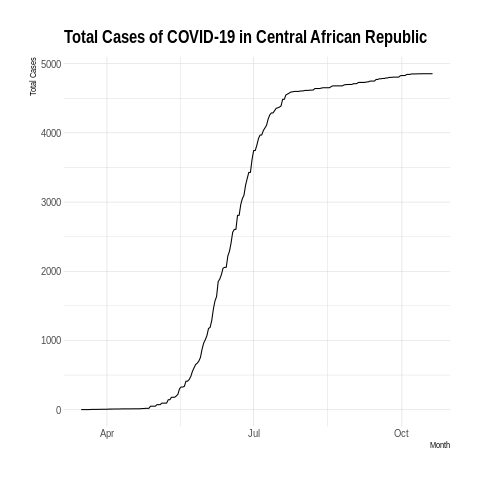 Total Cases of COVID-19 in Central African Republic
Total Cases
5000
4000
3000
2000
1000
0
Apr Jul Oct
Month